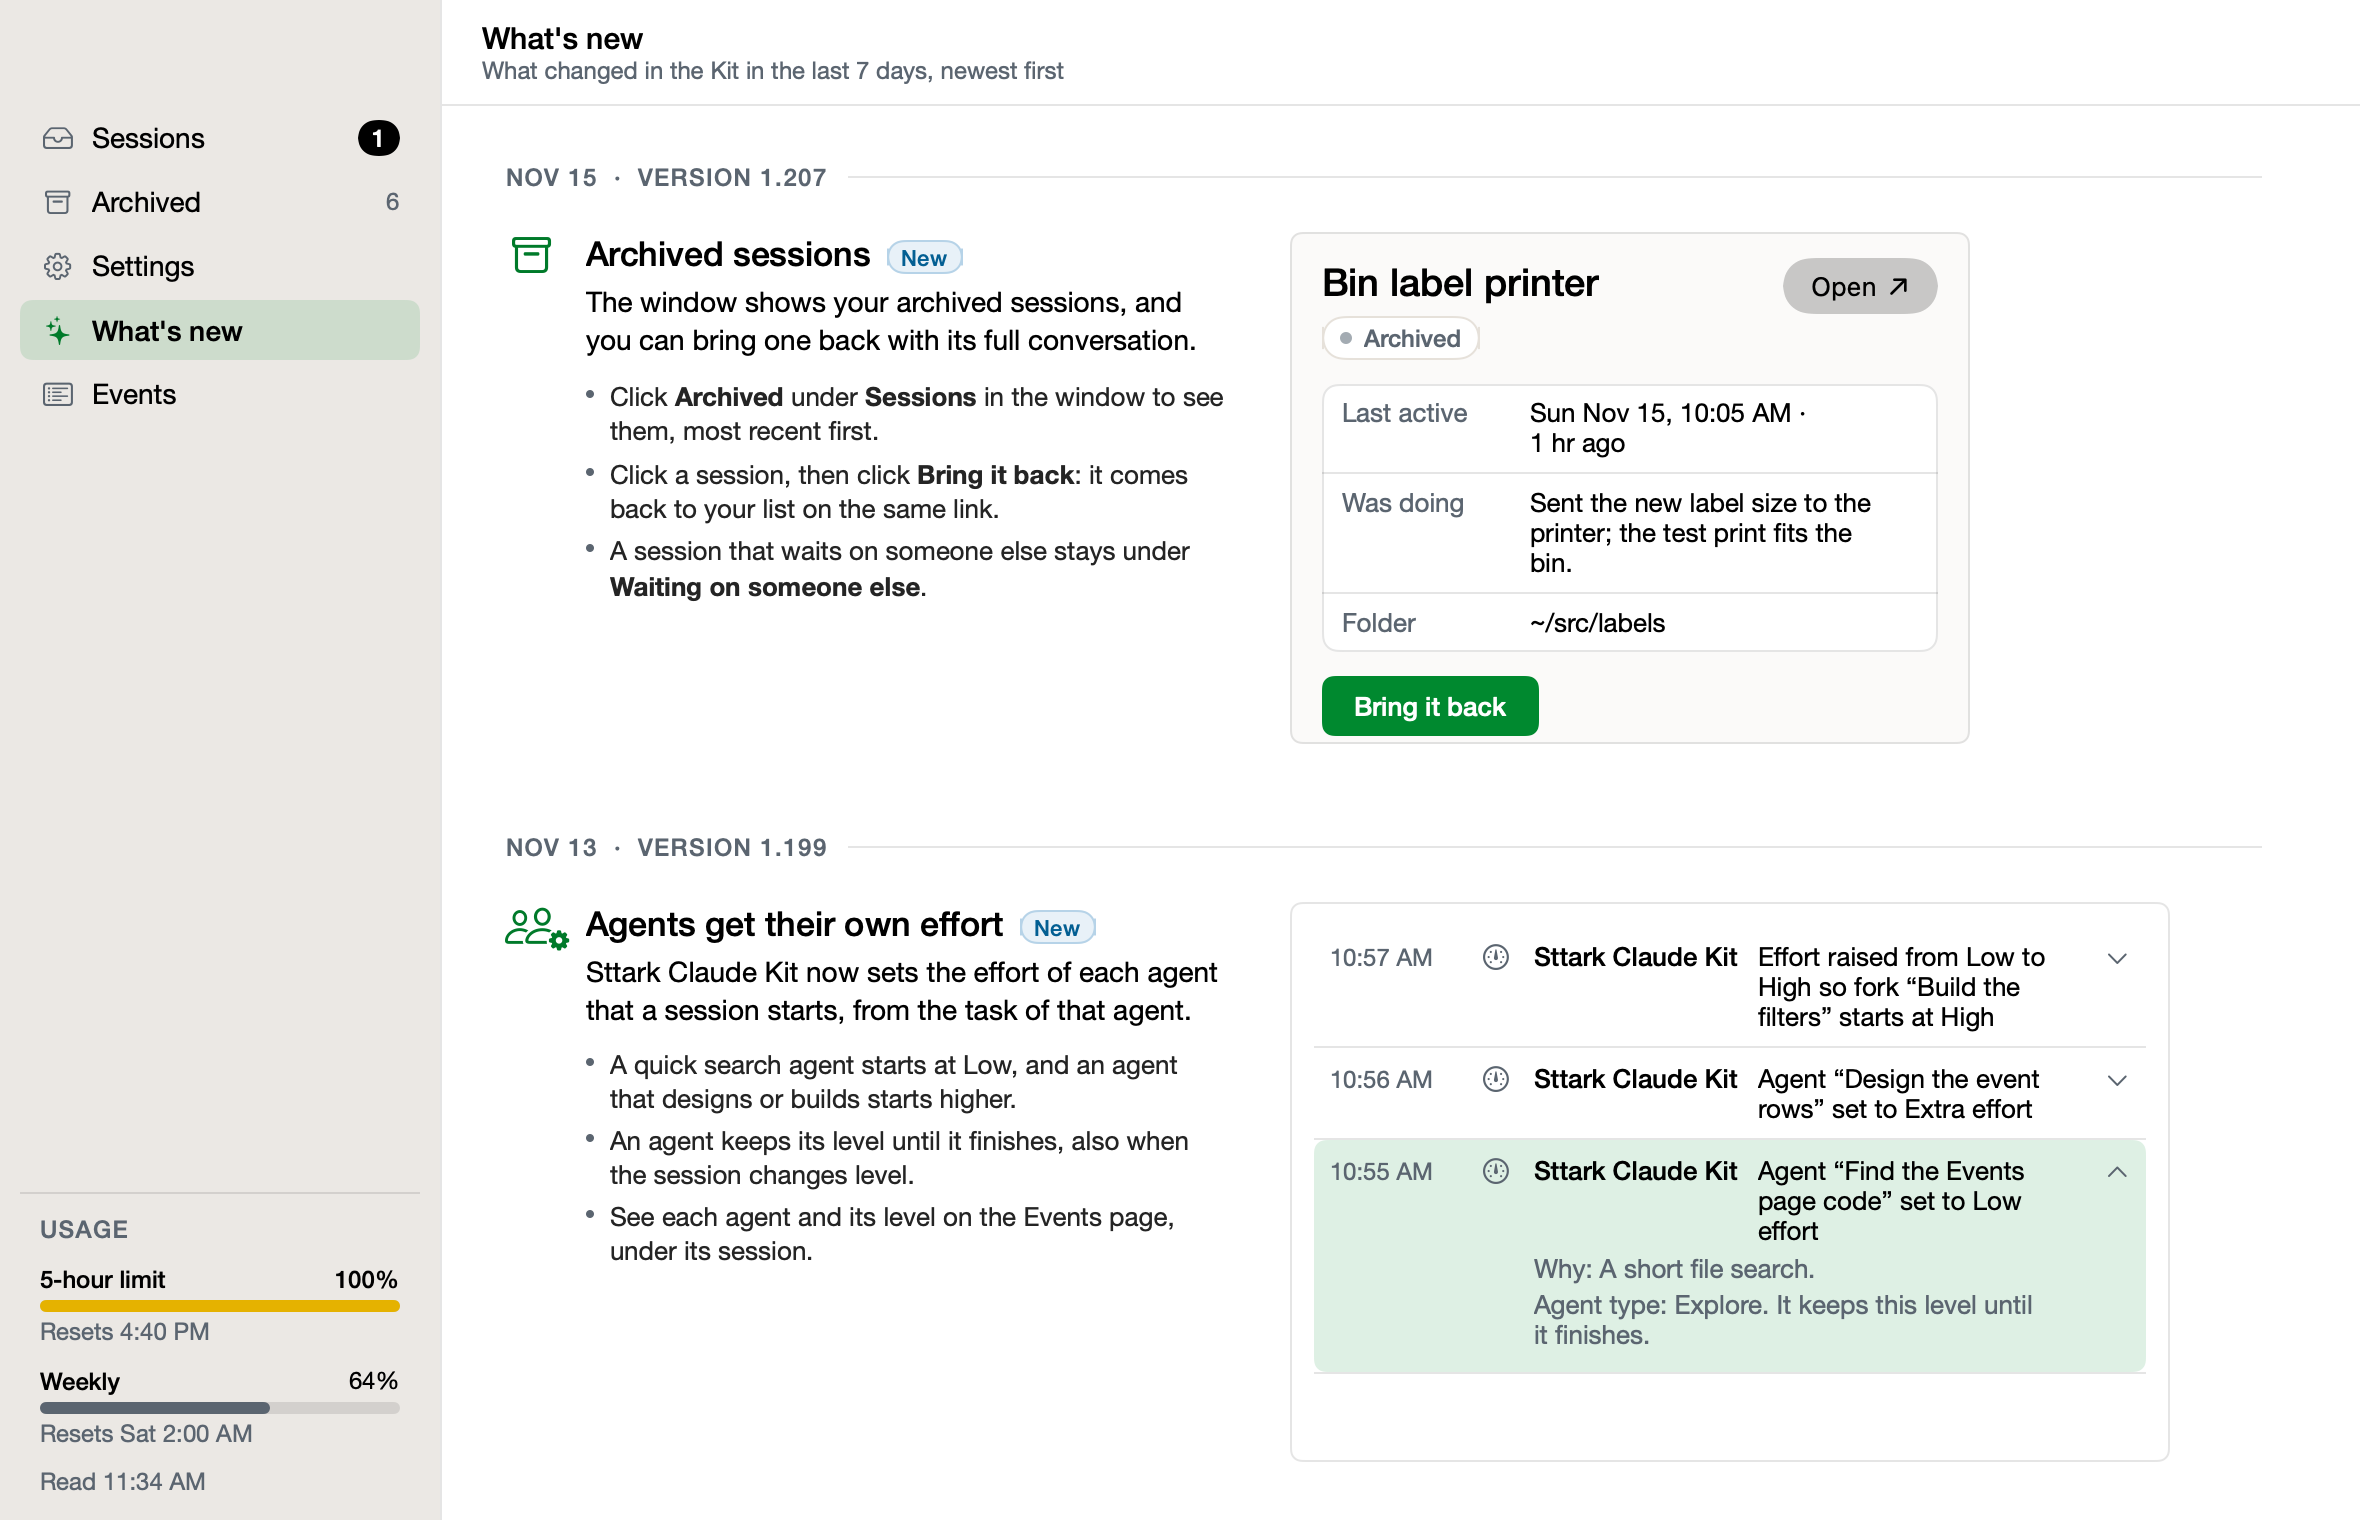 What's new
What changed in the Kit in the last 7 days, newest first
Sessions 1
Archived 6
Settings
What's new
Events
NOV 15 · VERSION 1.207
Archived sessions New
The window shows your archived sessions, and
you can bring one back with its full conversation.
• Click Archived under Sessions in the window to see
them, most recent first.
• Click a session, then click Bring it back: it comes
back to your list on the same link.
• A session that waits on someone else stays under
Waiting on someone else.
Bin label printer
Open ↗
Archived
Last active Sun Nov 15, 10:05 AM ·
1 hr ago
Was doing Sent the new label size to the
printer; the test print fits the
bin.
Folder ~/src/labels
Bring it back
NOV 13 · VERSION 1.199
Agents get their own effort New
Sttark Claude Kit now sets the effort of each agent
that a session starts, from the task of that agent.
• A quick search agent starts at Low, and an agent
that designs or builds starts higher.
• An agent keeps its level until it finishes, also when
the session changes level.
• See each agent and its level on the Events page,
under its session.
10:57 AM Sttark Claude Kit Effort raised from Low to
High so fork “Build the
filters” starts at High
10:56 AM Sttark Claude Kit Agent “Design the event
rows” set to Extra effort
10:55 AM Sttark Claude Kit Agent “Find the Events
page code” set to Low
effort
Why: A short file search.
Agent type: Explore. It keeps this level until
it finishes.
USAGE
5-hour limit 100%
Resets 4:40 PM
Weekly 64%
Resets Sat 2:00 AM
Read 11:34 AM